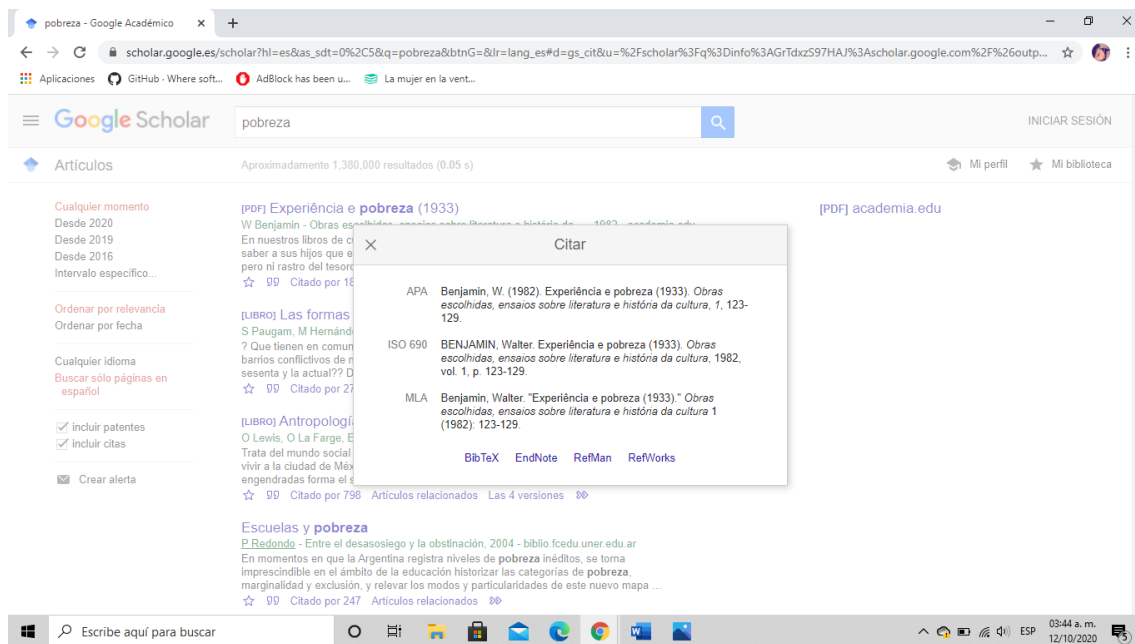 pobreza - Google Académico
scholar.google.es/scholar?hl=es&as_sdt=0%2C5&q=pobreza&btnG=&lr=lang_es#d=gs_cit&u=%2Fscholar%3Fq%3Dinfo%3AGrTdxzS97HAJ%3Ascholar.google.com%2F%26outp...
Aplicaciones GitHub - Where soft... AdBlock has been u... La mujer en la vent...
Google Scholar pobreza INICIAR SESIÓN
Artículos Aproximadamente 1,380,000 resultados (0.05 s) Mi perfil Mi biblioteca
Cualquier momento
Desde 2020
Desde 2019
Desde 2016
Intervalo específico...
Ordenar por relevancia
Ordenar por fecha
Cualquier idioma
Buscar sólo páginas en
español
incluir patentes
incluir citas
Crear alerta
[PDF] Experiência e pobreza (1933)
W Benjamin - Obras escolhidas, ensaios sobre literatura e história da ..., 1982 - academia.edu
En nuestros libros de
saber a sus hijos que
pero ni rastro del
Citado por
[PDF] academia.edu
[LIBRO] Las formas
S Paugam, M
? Que tienen en
barrios conflictivos de
sesenta y la actual??
Citado por
[LIBRO]
O Lewis, O La Farge,
Trata del mundo social
vivir a la ciudad de
engendradas forma el
Citado por 798 Artículos relacionados Las 4 versiones
Escuelas y pobreza
P Redondo - Entre el desasosiego y la obstinación, 2004 - biblio.fcedu.uner.edu.ar
En momentos en que la Argentina registra niveles de pobreza inéditos, se torna
imprescindible en el ámbito de la educación historizar las categorías de pobreza,
marginalidad y exclusión, y relevar los modos y particularidades de este nuevo mapa ...
Citado por 247 Artículos relacionados
Citar
APA Benjamin, W. (1982). Experiência e pobreza (1933). Obras
escolhidas, ensaios sobre literatura e história da cultura, 1, 123-
129.
ISO 690 BENJAMIN, Walter. Experiência e pobreza (1933). Obras
escolhidas, ensaios sobre literatura e história da cultura, 1982,
vol. 1, p. 123-129.
MLA Benjamin, Walter. "Experiência e pobreza (1933)." Obras
escolhidas, ensaios sobre literatura e história da cultura 1
(1982): 123-129.
BibTeX EndNote RefMan RefWorks
Escribe aquí para buscar
ESP
03:44 a. m.
12/10/2020
5